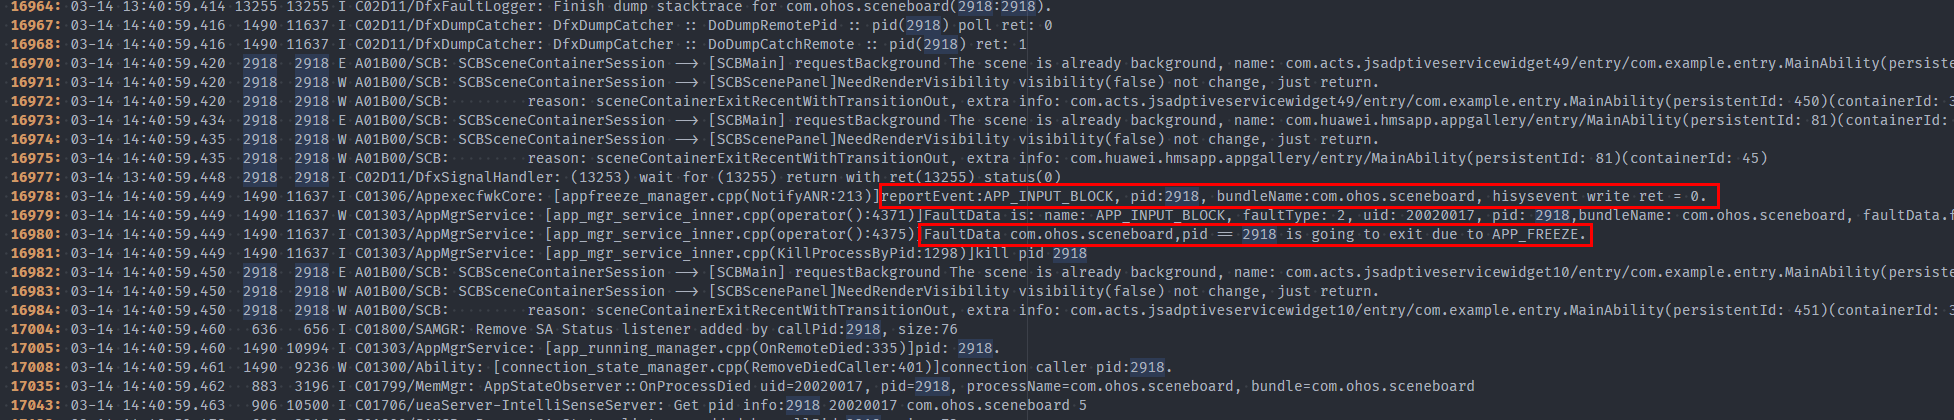 16964: 03-14 13:40:59.414 13255 13255 I C02D11/DfxFaultLogger: Finish dump stacktrace for com.ohos.sceneboard(2918:2918).
16967: 03-14 14:40:59.416  1490 11637 I C02D11/DfxDumpCatcher: DfxDumpCatcher :: DoDumpRemotePid :: pid(2918) poll ret: 0
16968: 03-14 14:40:59.416  1490 11637 I C02D11/DfxDumpCatcher: DfxDumpCatcher :: DoDumpCatchRemote :: pid(2918) ret: 1
16970: 03-14 14:40:59.420  2918  2918 E A01B00/SCB: SCBSceneContainerSession --> [SCBMain] requestBackground The scene is already background, name: com.acts.jsadptiveservicewidget49/entry/com.example.entry.MainAbility(persiste
16971: 03-14 14:40:59.420  2918  2918 W A01B00/SCB: SCBSceneContainerSession --> [SCBScenePanel]NeedRenderVisibility visibility(false) not change, just return.
16972: 03-14 14:40:59.420  2918  2918 W A01B00/SCB:         reason: sceneContainerExitRecentWithTransitionOut, extra info: com.acts.jsadptiveservicewidget49/entry/com.example.entry.MainAbility(persistentId: 450)(containerId: 3
16973: 03-14 14:40:59.434  2918  2918 E A01B00/SCB: SCBSceneContainerSession --> [SCBMain] requestBackground The scene is already background, name: com.huawei.hmsapp.appgallery/entry/MainAbility(persistentId: 81)(containerId:
16974: 03-14 14:40:59.435  2918  2918 W A01B00/SCB: SCBSceneContainerSession --> [SCBScenePanel]NeedRenderVisibility visibility(false) not change, just return.
16975: 03-14 14:40:59.435  2918  2918 W A01B00/SCB:         reason: sceneContainerExitRecentWithTransitionOut, extra info: com.huawei.hmsapp.appgallery/entry/MainAbility(persistentId: 81)(containerId: 45)
16977: 03-14 13:40:59.448  2918  2918 I C02D11/DfxSignalHandler: (13253) wait for (13255) return with ret(13255) status(0)
16978: 03-14 14:40:59.449  1490 11637 I C01306/AppexecfwkCore: [appfreeze_manager.cpp(NotifyANR:213)]reportEvent:APP_INPUT_BLOCK, pid:2918, bundleName:com.ohos.sceneboard, hisysevent write ret = 0.
16979: 03-14 14:40:59.449  1490 11637 W C01303/AppMgrService: [app_mgr_service_inner.cpp(operator():4371)]FaultData is: name: APP_INPUT_BLOCK, faultType: 2, uid: 20020017, pid: 2918,bundleName: com.ohos.sceneboard, faultData.f
16980: 03-14 14:40:59.449  1490 11637 I C01303/AppMgrService: [app_mgr_service_inner.cpp(operator():4375)]FaultData com.ohos.sceneboard,pid == 2918 is going to exit due to APP_FREEZE.
16981: 03-14 14:40:59.449  1490 11637 I C01303/AppMgrService: [app_mgr_service_inner.cpp(KillProcessByPid:1298)]kill pid 2918
16982: 03-14 14:40:59.450  2918  2918 E A01B00/SCB: SCBSceneContainerSession --> [SCBMain] requestBackground The scene is already background, name: com.acts.jsadptiveservicewidget10/entry/com.example.entry.MainAbility(persiste
16983: 03-14 14:40:59.450  2918  2918 W A01B00/SCB: SCBSceneContainerSession --> [SCBScenePanel]NeedRenderVisibility visibility(false) not change, just return.
16984: 03-14 14:40:59.450  2918  2918 W A01B00/SCB:         reason: sceneContainerExitRecentWithTransitionOut, extra info: com.acts.jsadptiveservicewidget10/entry/com.example.entry.MainAbility(persistentId: 451)(containerId: 3
17004: 03-14 14:40:59.460   636   656 I C01800/SAMGR: Remove SA Status listener added by callPid:2918, size:76
17005: 03-14 14:40:59.460  1490 10994 I C01303/AppMgrService: [app_running_manager.cpp(OnRemoteDied:335)]pid: 2918.
17008: 03-14 14:40:59.461  1490  9236 W C01300/Ability: [connection_state_manager.cpp(RemoveDiedCaller:401)]connection caller pid:2918.
17035: 03-14 14:40:59.462   883  3196 I C01799/MemMgr: AppStateObserver::OnProcessDied uid=20020017, pid=2918, processName=com.ohos.sceneboard, bundle=com.ohos.sceneboard
17043: 03-14 14:40:59.463   906 10500 I C01706/ueaServer-IntelliSenseServer: Get pid info:2918 20020017 com.ohos.sceneboard 5